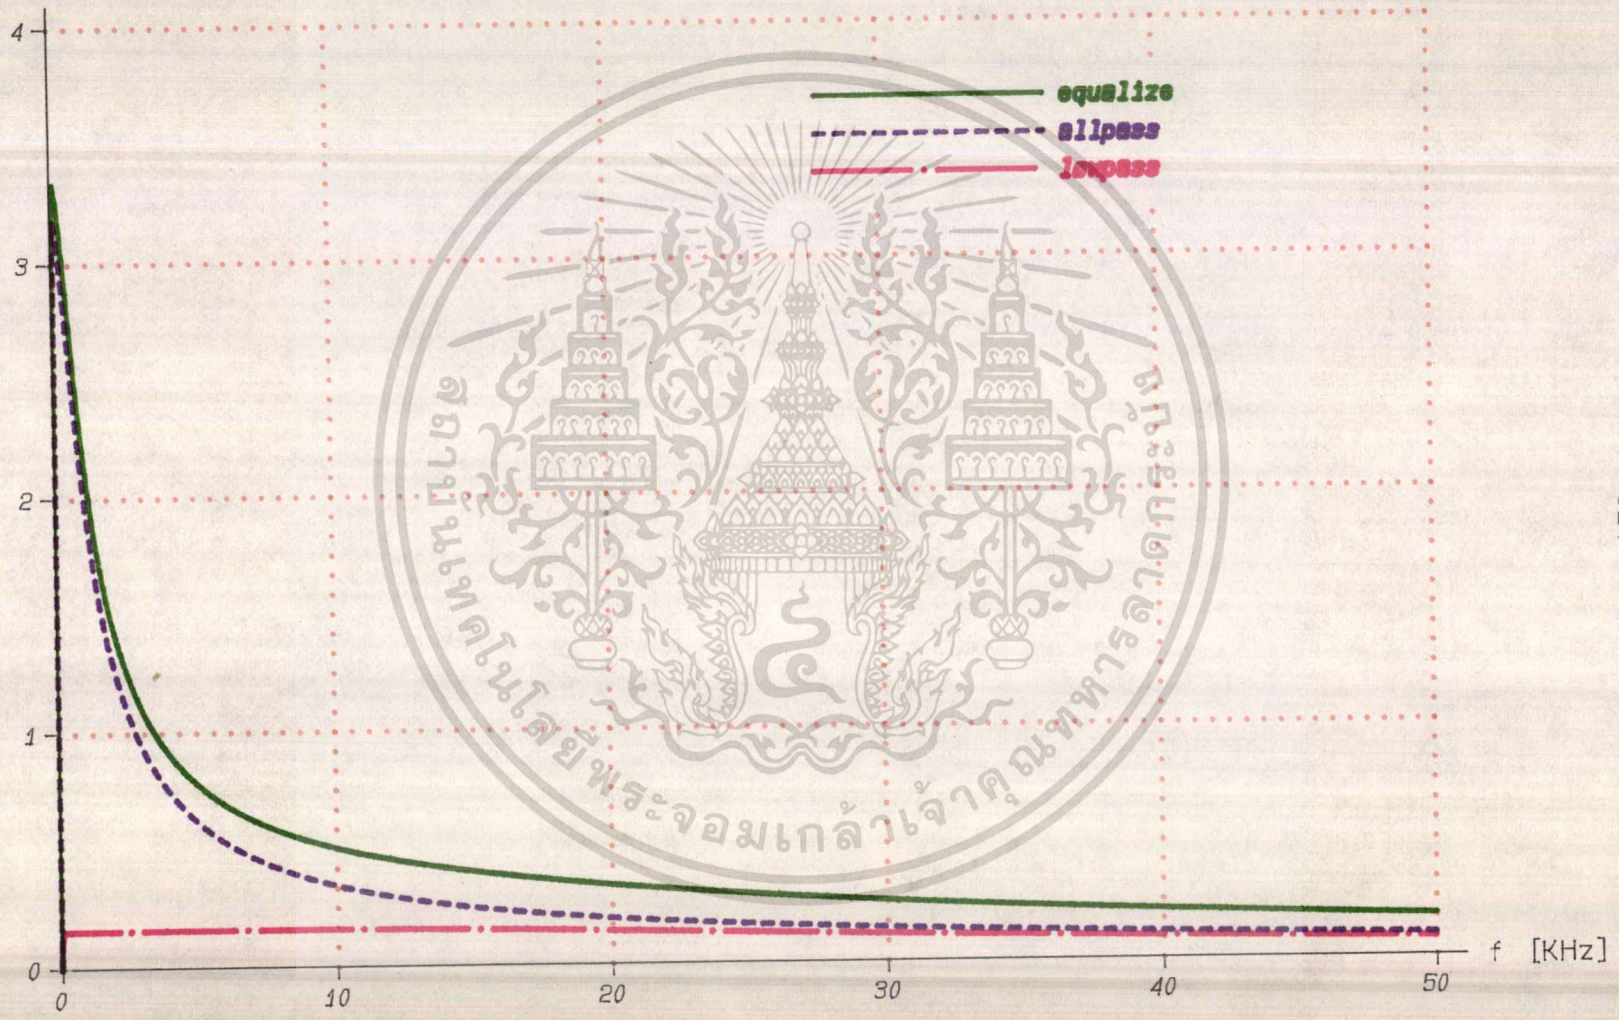 4
equalize
allpass
lowpass
3
2
1
0
0 10 20 30 40 50
f [KHz]
สถาบันเทคโนโลยีพระจอมเกล้าเจ้าคุณทหารลาดกระบัง